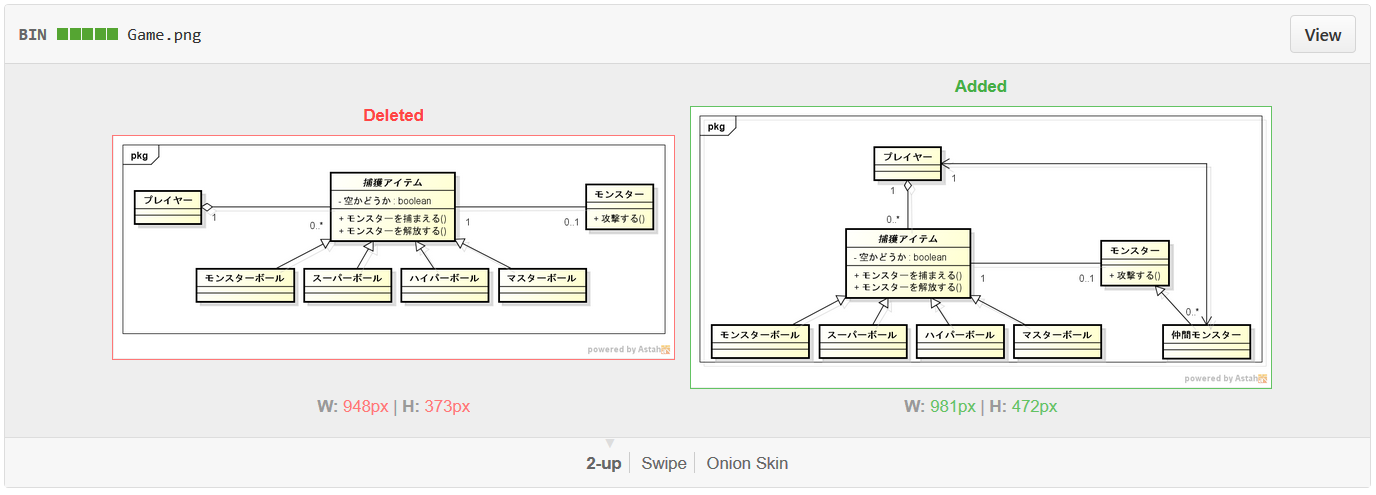 BIN Game.png
View
Deleted
pkg
プレイヤー
1
0..*
捕獲アイテム
- 空かどうか : boolean
+ モンスターを捕まえる()
+ モンスターを解放する()
1
0..1
モンスター
+ 攻撃する()
モンスターボール
スーパーボール
ハイパーボール
マスターボール
powered by Astah
W: 948px | H: 373px
Added
pkg
プレイヤー
1
1
0..*
捕獲アイテム
- 空かどうか : boolean
+ モンスターを捕まえる()
+ モンスターを解放する()
1
0..1
モンスター
+ 攻撃する()
0..*
モンスターボール
スーパーボール
ハイパーボール
マスターボール
仲間モンスター
powered by Astah
W: 981px | H: 472px
2-up Swipe Onion Skin